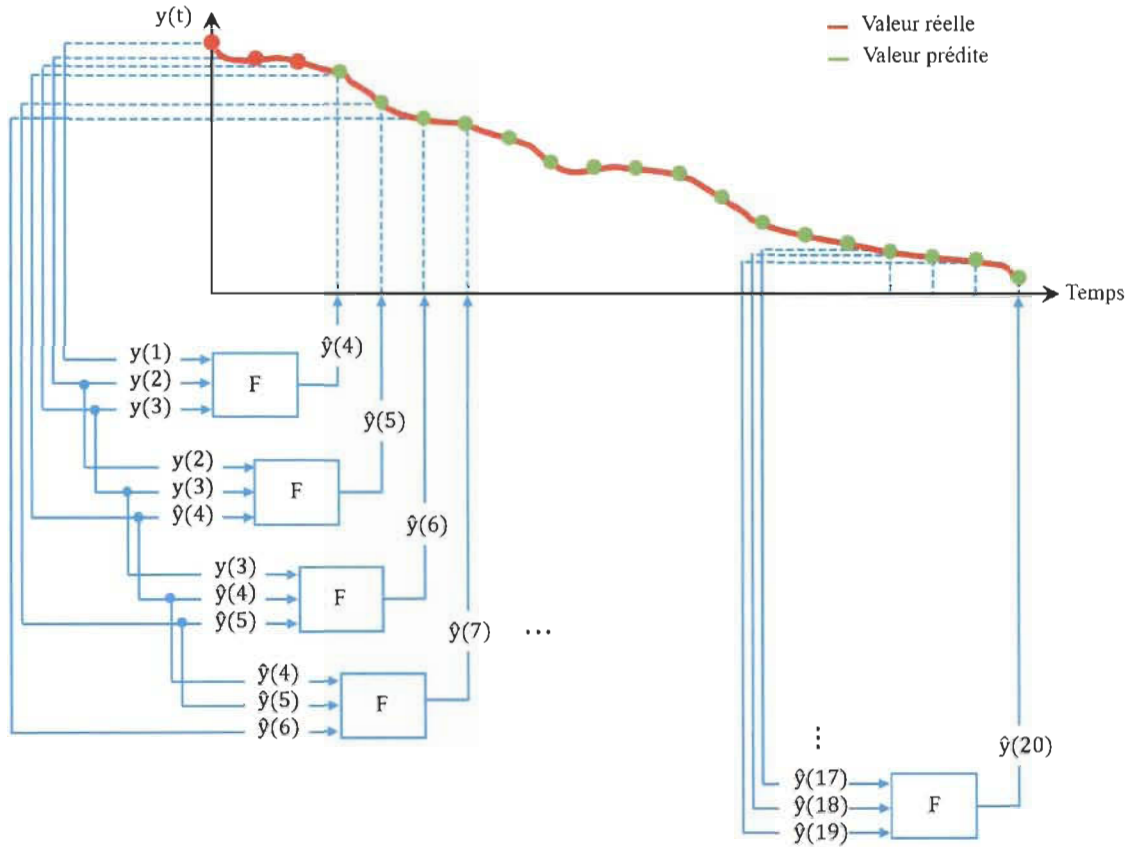 y(t)
Valeur réelle
Valeur prédite
Temps
y(1)
y(2)
y(3)
F
ŷ(4)
y(2)
y(3)
ŷ(4)
F
ŷ(5)
y(3)
ŷ(4)
ŷ(5)
F
ŷ(6)
ŷ(4)
ŷ(5)
ŷ(6)
F
ŷ(7)
...
⋮
ŷ(17)
ŷ(18)
ŷ(19)
F
ŷ(20)